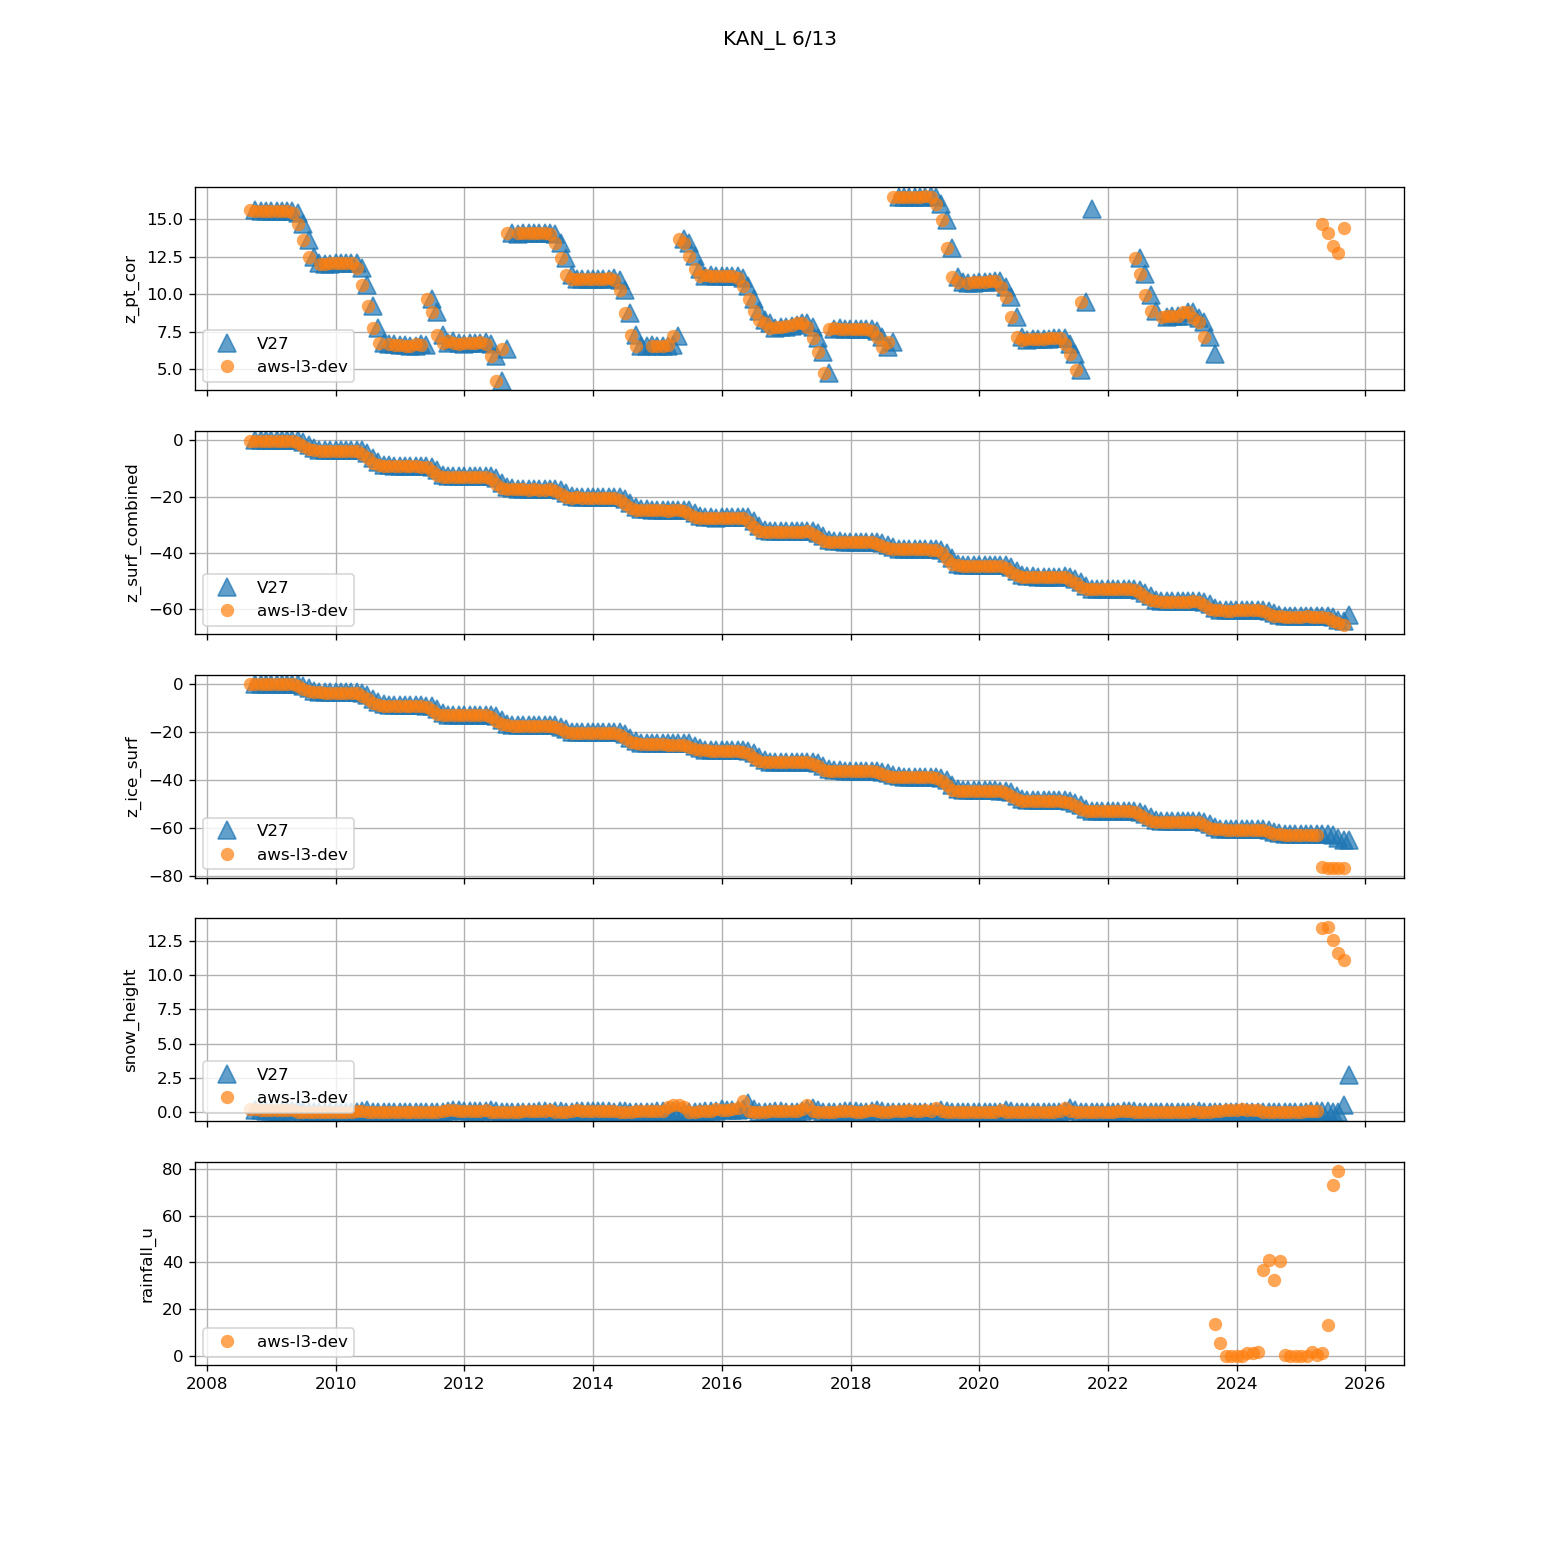 KAN_L 6/13
z_pt_cor
15.0
12.5
10.0
7.5
5.0
V27
aws-l3-dev
z_surf_combined
0
−20
−40
−60
V27
aws-l3-dev
z_ice_surf
0
−20
−40
−60
−80
V27
aws-l3-dev
snow_height
12.5
10.0
7.5
5.0
2.5
0.0
V27
aws-l3-dev
rainfall_u
80
60
40
20
0
aws-l3-dev
2008 2010 2012 2014 2016 2018 2020 2022 2024 2026